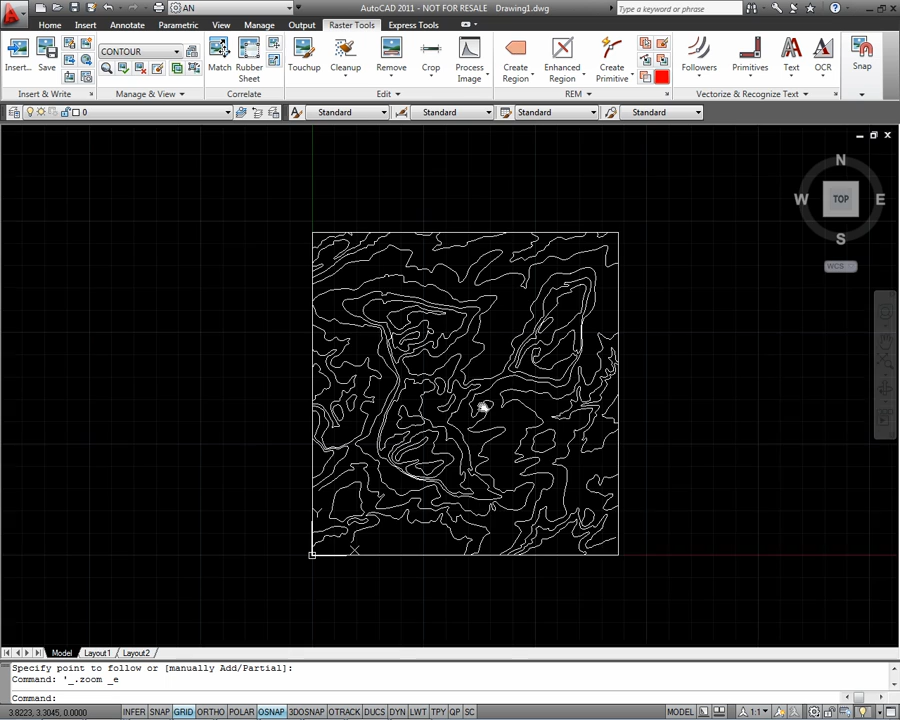 AN
AutoCAD 2011 - NOT FOR RESALE Drawing1.dwg
Type a keyword or phrase
Home Insert Annotate Parametric View Manage Output Raster Tools Express Tools
CONTOUR
Insert... Save Match Rubber Sheet Touchup Cleanup Remove Crop Process Image Create Region Enhanced Region Create Primitive Followers Primitives Text OCR Snap
Insert & Write Manage & View Correlate Edit REM Vectorize & Recognize Text
0 Standard Standard Standard Standard
N
W TOP E
S
WCS
Model Layout1 Layout2
Specify point to follow or [manually Add/Partial]:
Command: '_.zoom _e
Command:
3.8223, 3.3045, 0.0000 INFER SNAP GRID ORTHO POLAR OSNAP 3DOSNAP OTRACK DUCS DYN LWT TPY QP SC MODEL 1:1